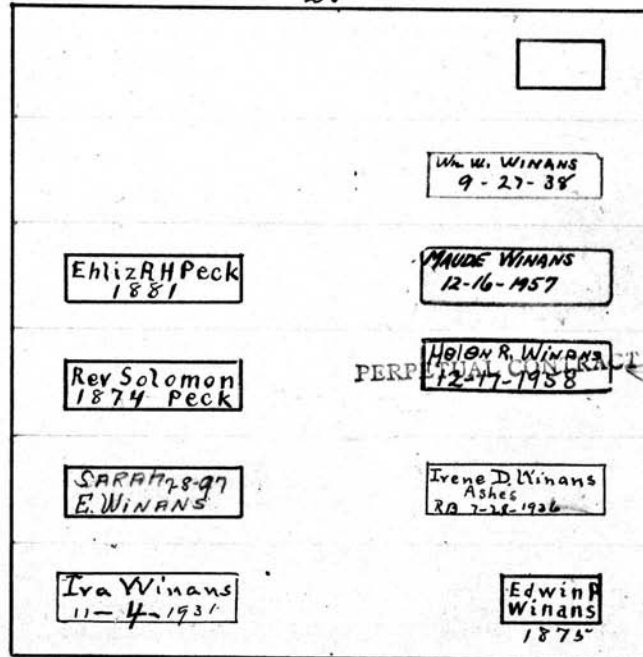 Wm W. WINANS
9-27-38
EhlizRH Peck
1881
MAUDE WINANS
12-16-1957
Rev Solomon
1874 Peck
HelEN R. WINANS
12-17-1958
PERPETUAL CONTRACT
SARAH 7-8-97
E. WINANS
Irene D. Winans
Ashes
RB 7-28-1936
Ira Winans
11-4-1931
Edwin P
Winans
1875